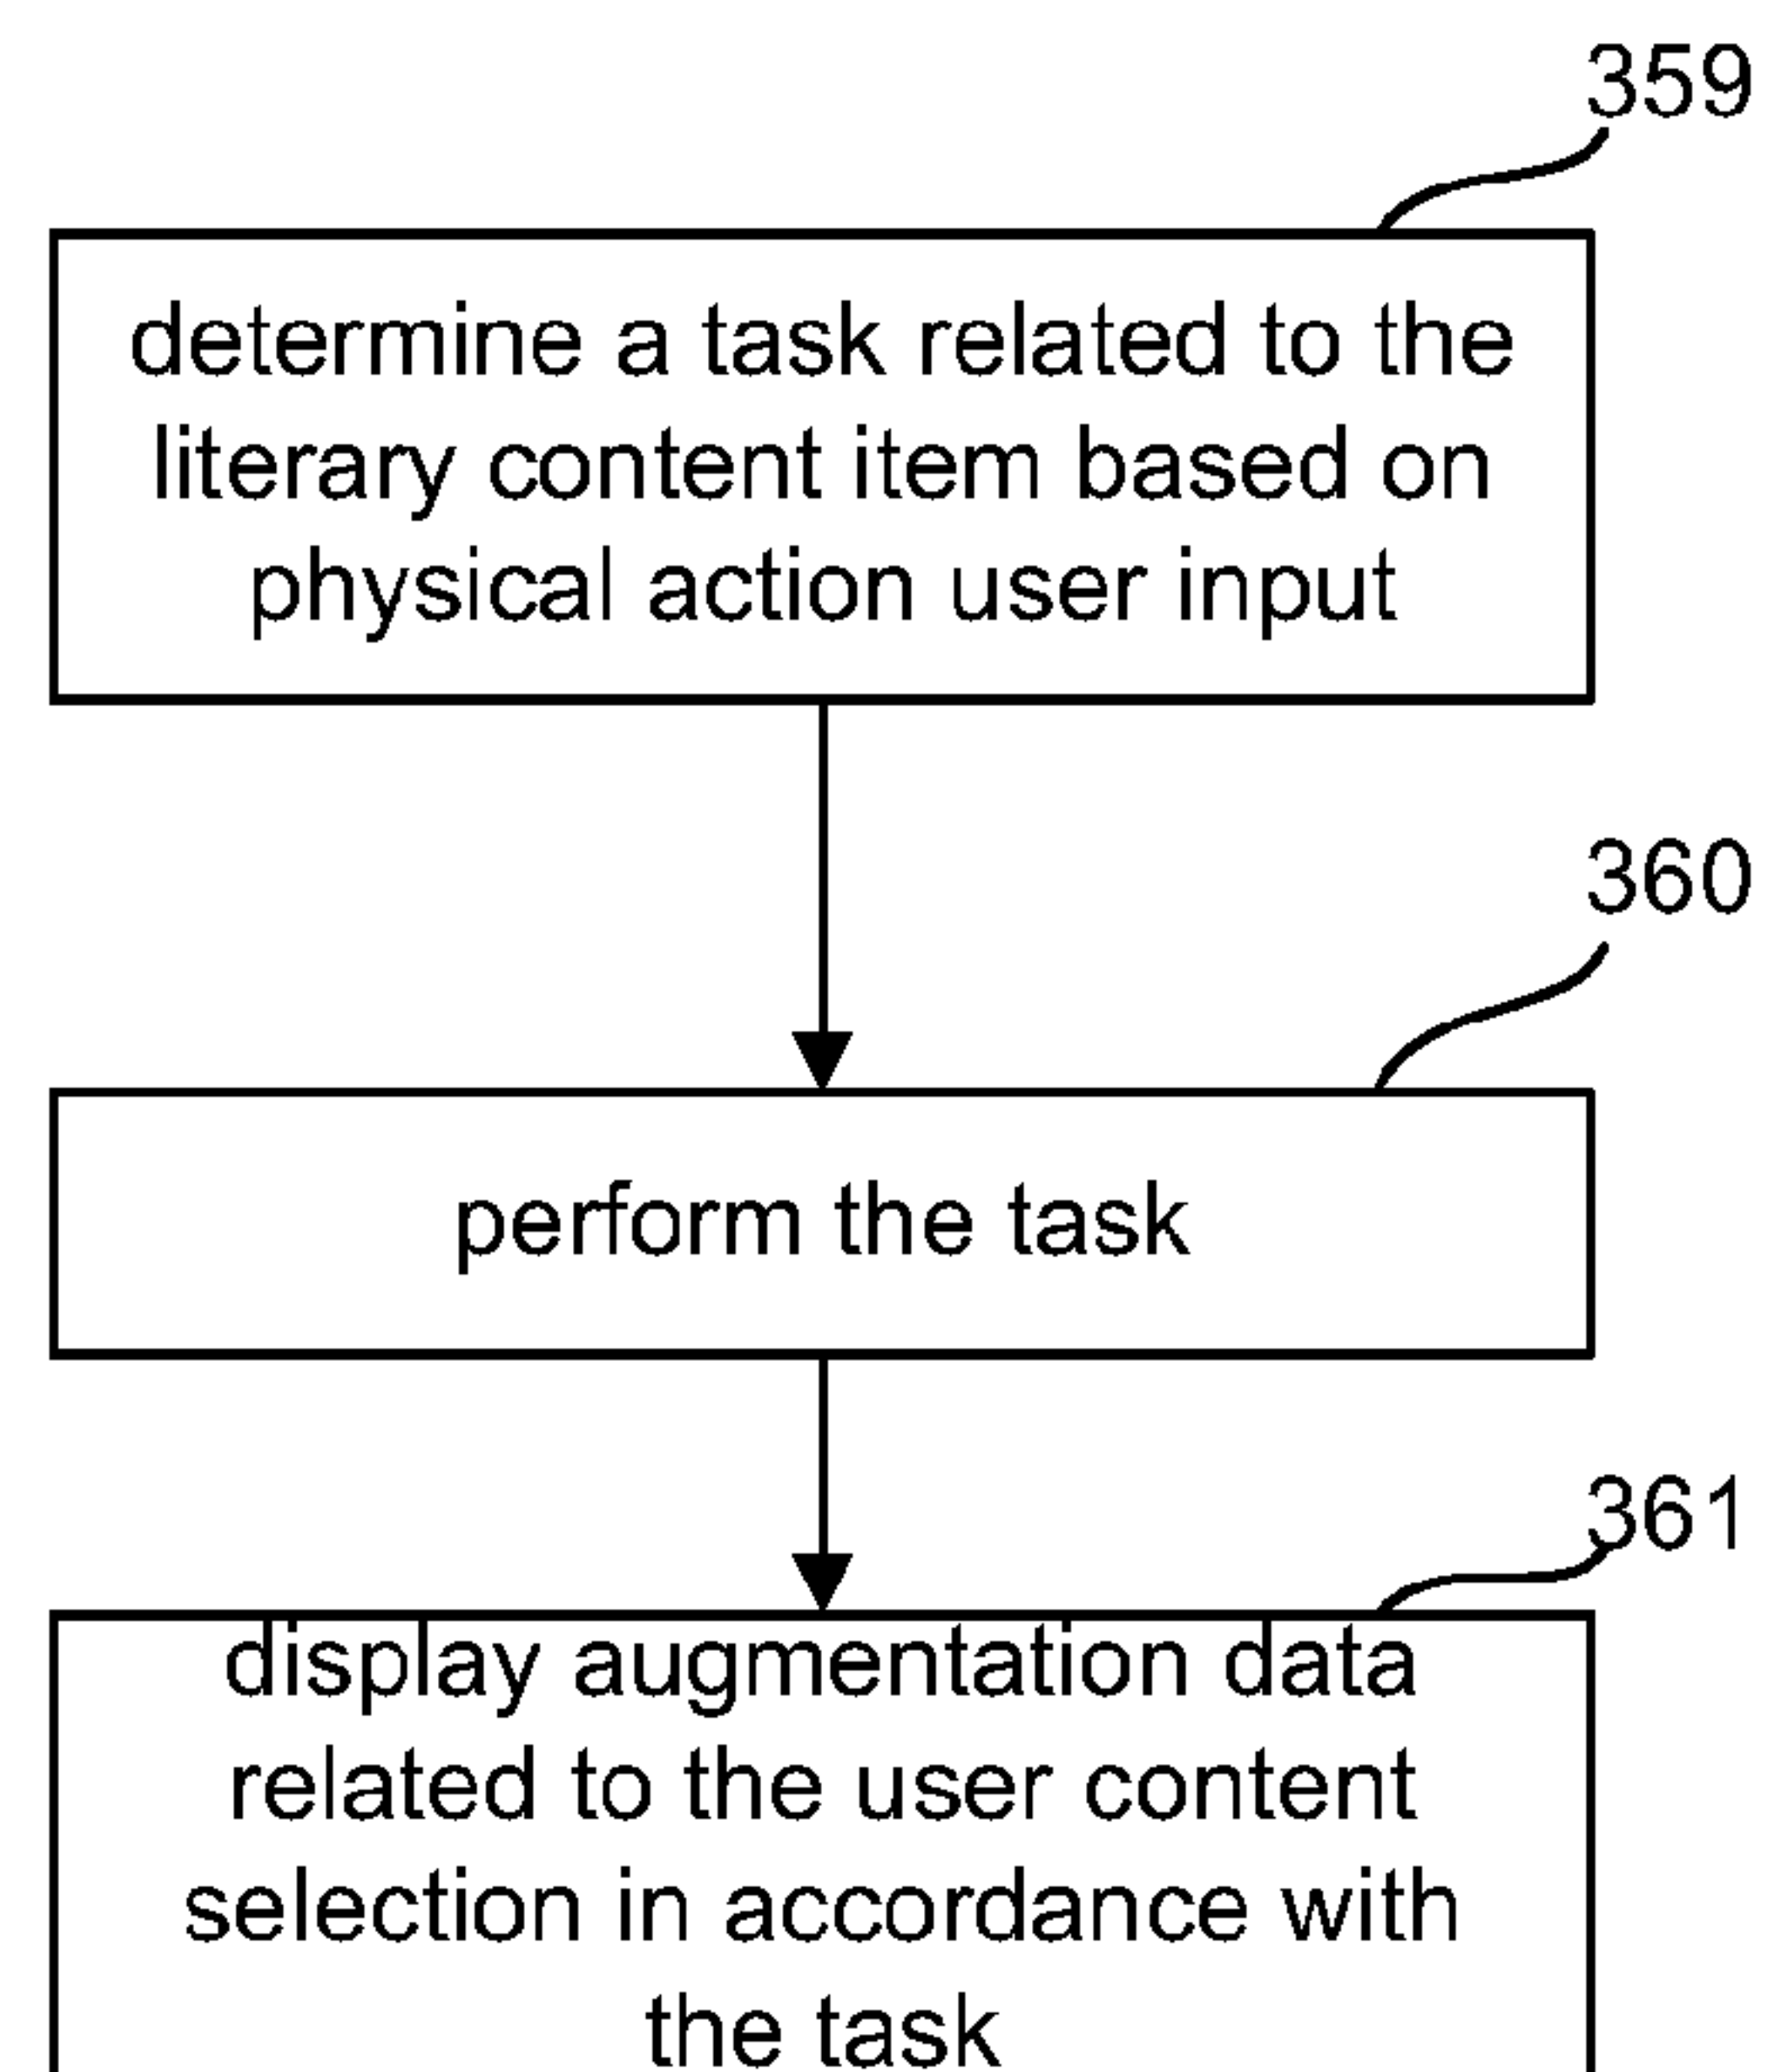 359
determine a task related to the
literary content item based on
physical action user input
360
perform the task
361
display augmentation data
related to the user content
selection in accordance with
the task